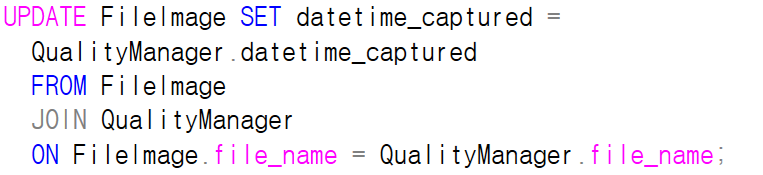 UPDATE FileImage SET datetime_captured =
QualityManager.datetime_captured
FROM FileImage
JOIN QualityManager
ON FileImage.file_name = QualityManager.file_name;